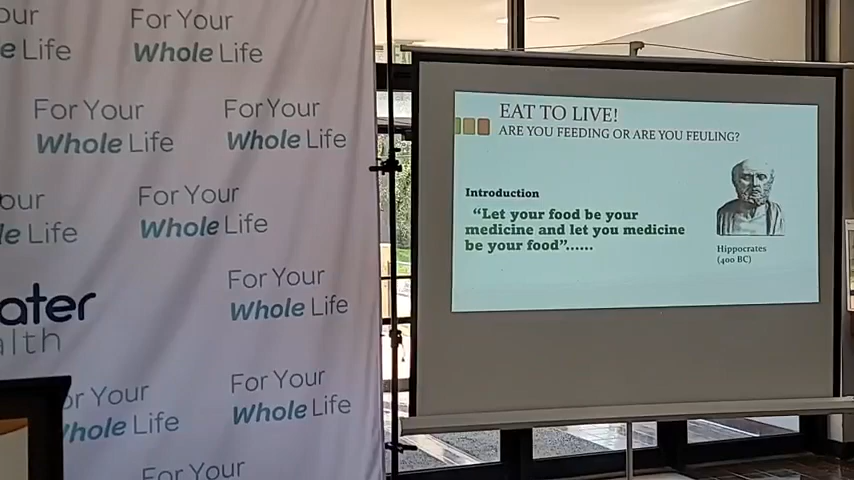 our
e Life
For Your
Whole Life
For Your
Whole Life
For Your
Whole Life
our
le Life
For Your
Whole Life
For Your
Whole Life
ater
alth
or Your
hole Life
For Your
Whole Life
For Your
EAT TO LIVE!
ARE YOU FEEDING OR ARE YOU FEULING?
Introduction
“Let your food be your
medicine and let you medicine
be your food”......
Hippocrates
(400 BC)